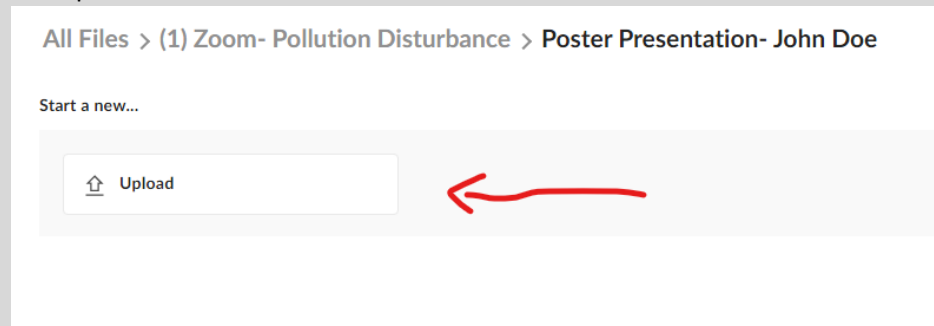 All Files > (1) Zoom- Pollution Disturbance > Poster Presentation- John Doe
Start a new...
Upload